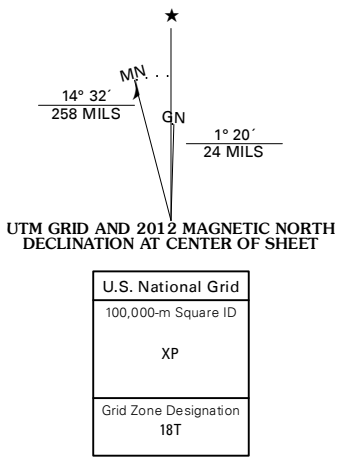 ★
MN
14° 32´
258 MILS
GN
1° 20´
24 MILS
UTM GRID AND 2012 MAGNETIC NORTH
DECLINATION AT CENTER OF SHEET
U.S. National Grid
100,000-m Square ID
XP
Grid Zone Designation
18T